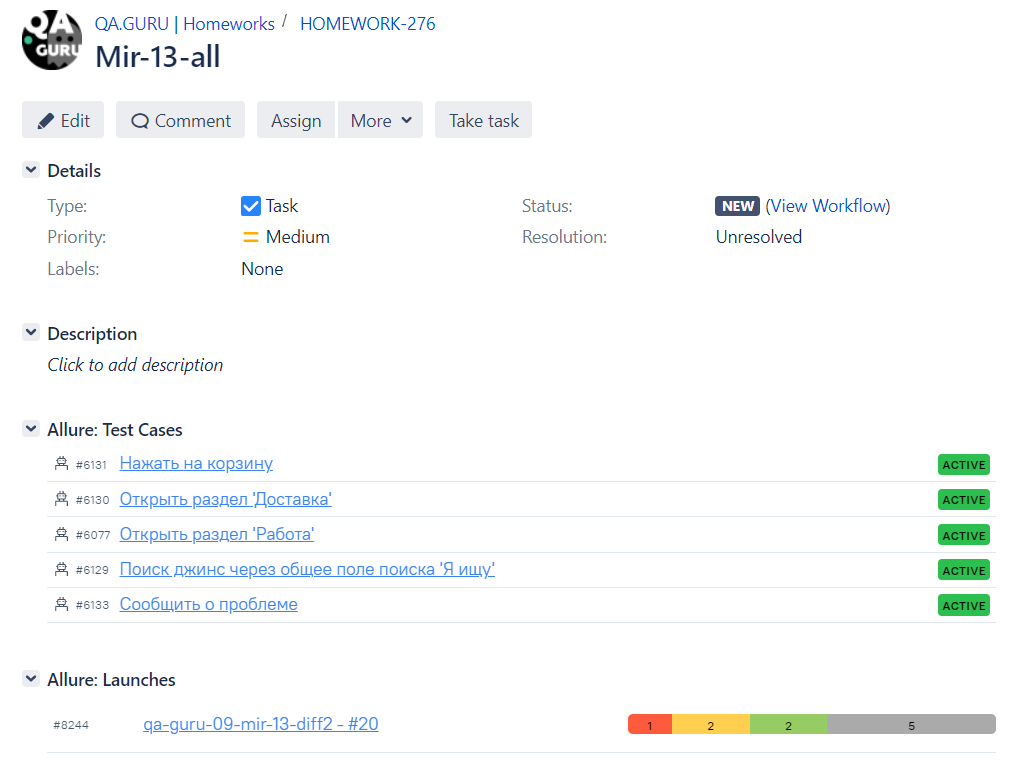 QA GURU
QA.GURU | Homeworks / HOMEWORK-276
Mir-13-all
Edit Comment Assign More Take task
Details
Type: Task Status: NEW (View Workflow)
Priority: Medium Resolution: Unresolved
Labels: None
Description
Click to add description
Allure: Test Cases
#6131 Нажать на корзину ACTIVE
#6130 Открыть раздел 'Доставка' ACTIVE
#6077 Открыть раздел 'Работа' ACTIVE
#6129 Поиск джинс через общее поле поиска 'Я ищу' ACTIVE
#6133 Сообщить о проблеме ACTIVE
Allure: Launches
#8244 qa-guru-09-mir-13-diff2 - #20 1 2 2 5